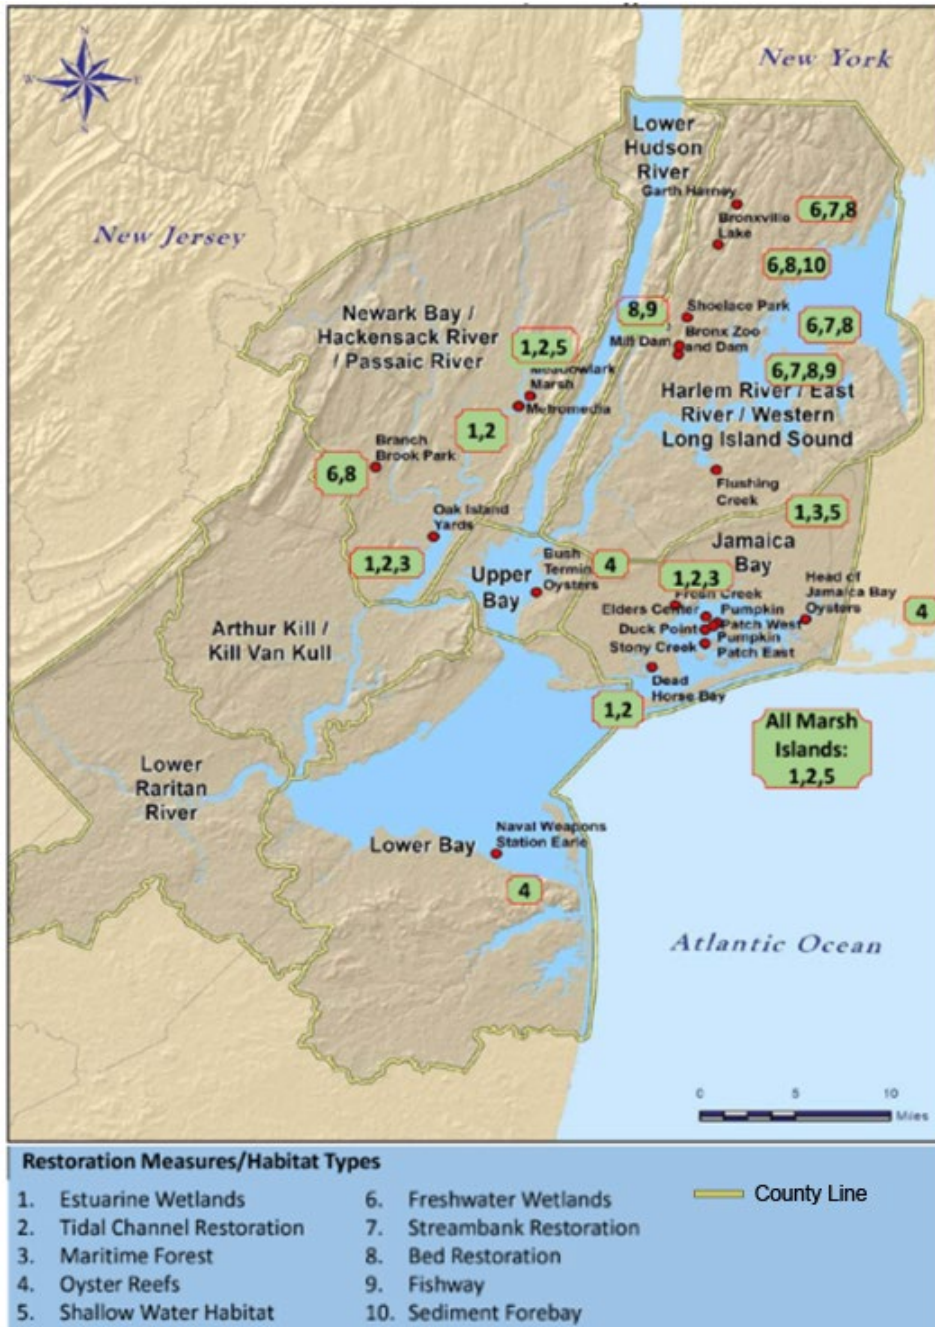 N
W
E
S
New York
New Jersey
Lower
Hudson
River
Garth Harney
6,7,8
Bronxville
Lake
6,8,10
Newark Bay /
Hackensack River
/ Passaic River
8,9
Shoelace Park
6,7,8
Mill Dam
Bronx Zoo
and Dam
1,2,5
Meadowlark
Marsh
6,7,8,9
Metromedia
Harlem River / East
River / Western
Long Island Sound
1,2
Branch
Brook Park
6,8
Flushing
Creek
Oak Island
Yards
1,3,5
1,2,3
Jamaica
Bay
Upper
Bay
Bush
Termin
Oysters
4
1,2,3
Fresh Creek
Head of
Jamaica Bay
Oysters
4
Elders Center
Pumpkin
Patch West
Duck Point
Pumpkin
Patch East
Stony Creek
Arthur Kill /
Kill Van Kull
Dead
Horse Bay
1,2
All Marsh
Islands:
1,2,5
Lower
Raritan
River
Lower Bay
Naval Weapons
Station Earle
4
Atlantic Ocean
0 5 10
Miles
Restoration Measures/Habitat Types
1. Estuarine Wetlands
2. Tidal Channel Restoration
3. Maritime Forest
4. Oyster Reefs
5. Shallow Water Habitat
6. Freshwater Wetlands
7. Streambank Restoration
8. Bed Restoration
9. Fishway
10. Sediment Forebay
County Line